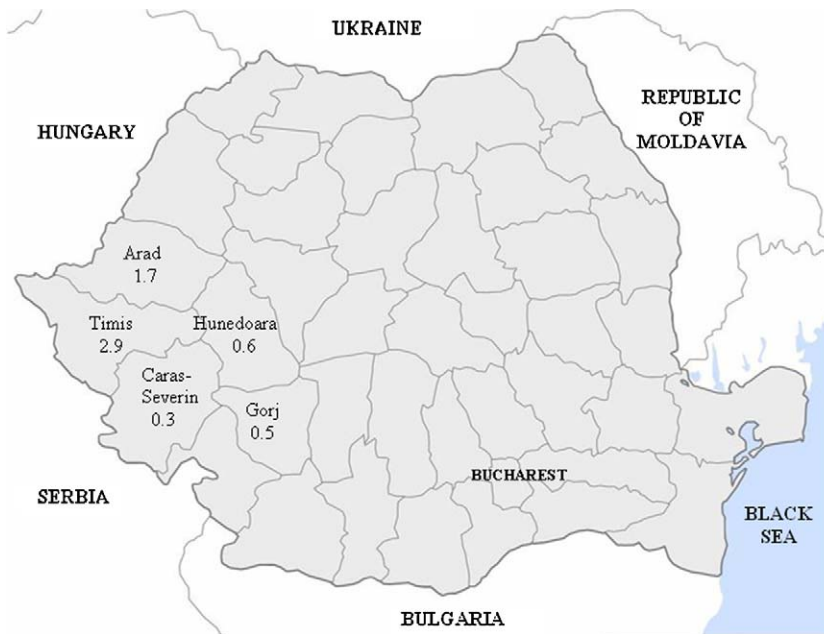 UKRAINE
REPUBLIC
OF
MOLDAVIA
HUNGARY
Arad
1.7
Timis
2.9
Hunedoara
0.6
Caras-
Severin
0.3
Gorj
0.5
BUCHAREST
SERBIA
BLACK
SEA
BULGARIA